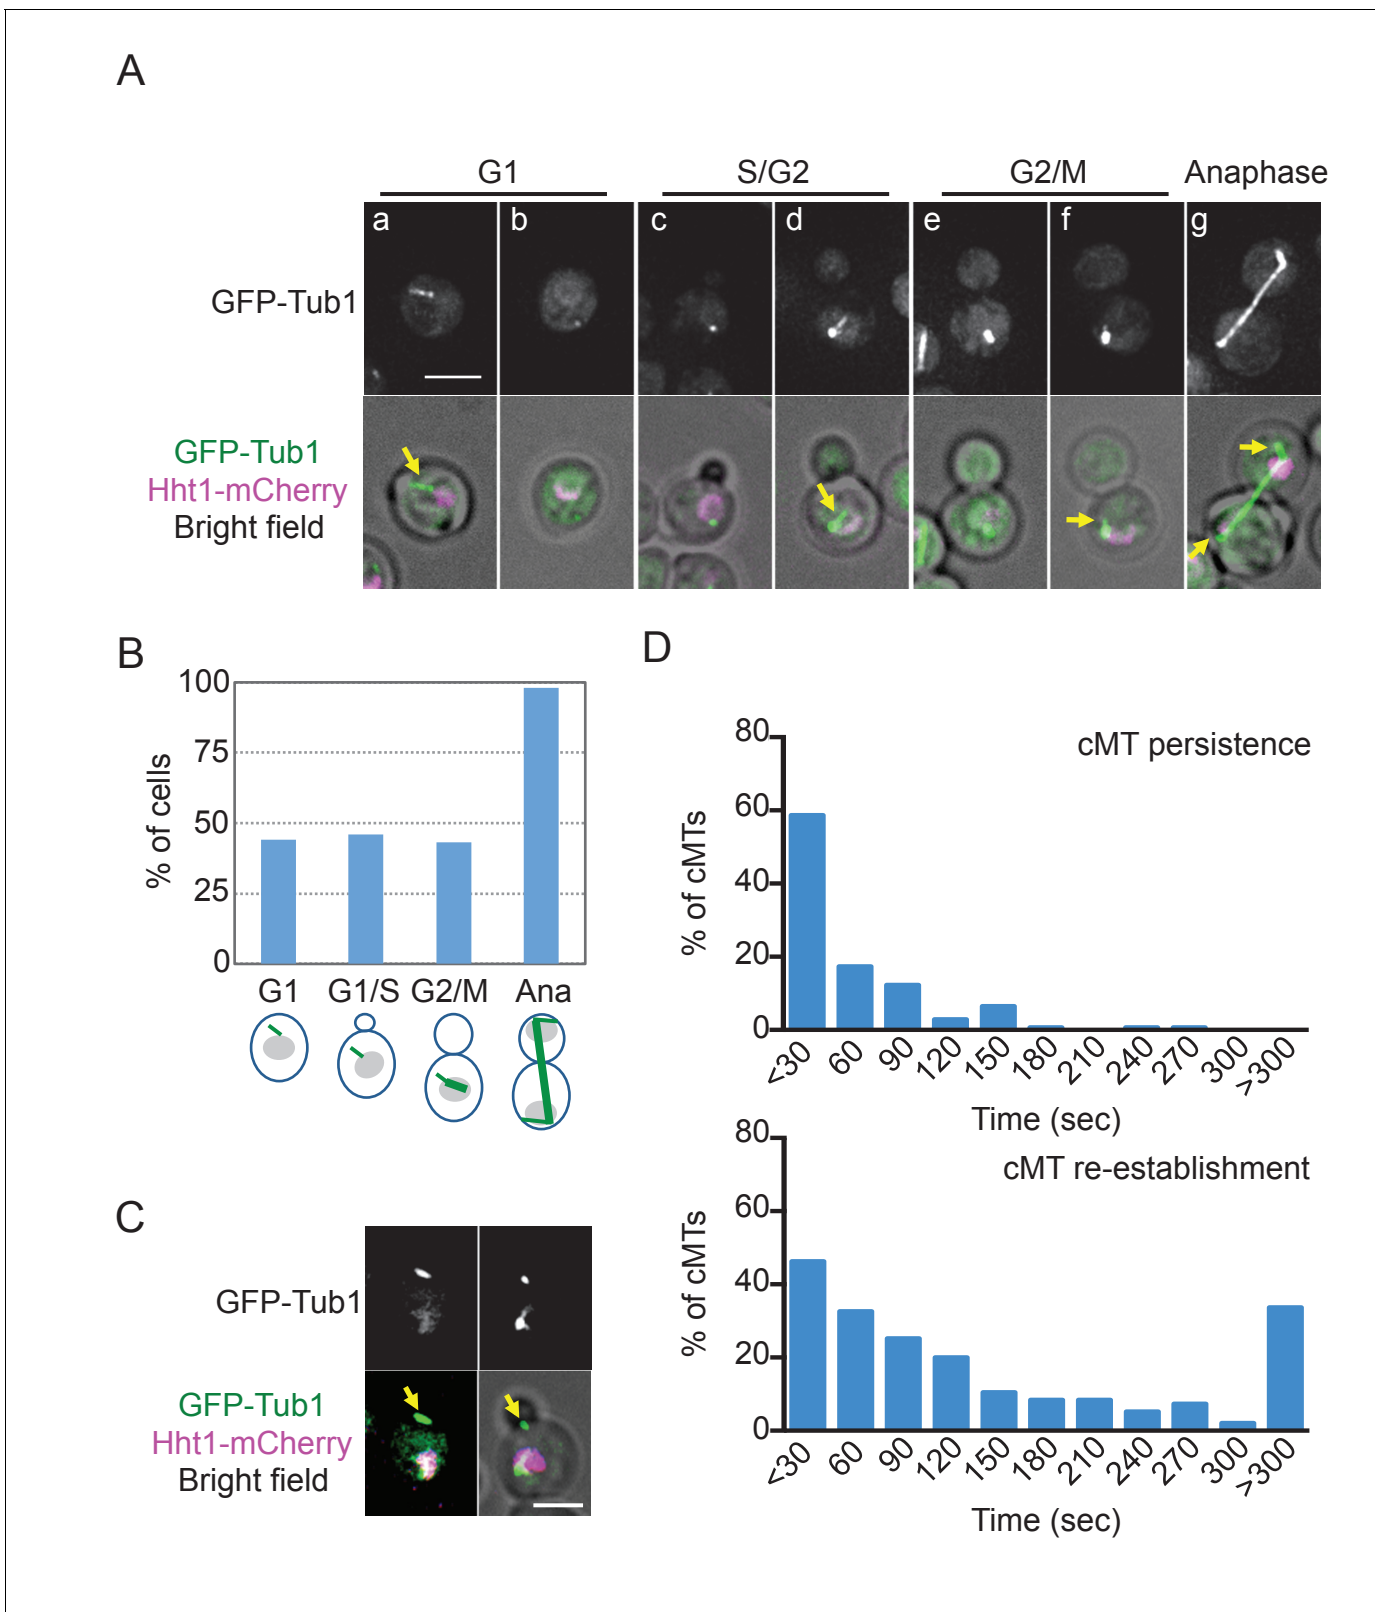 A
G1 S/G2 G2/M Anaphase
a b c d e f g
GFP-Tub1
GFP-Tub1
Hht1-mCherry
Bright field
B
100
75
50
25
0
% of cells
G1 G1/S G2/M Ana
C
GFP-Tub1
GFP-Tub1
Hht1-mCherry
Bright field
D
cMT persistence
80
60
40
20
0
% of cMTs
<30 60 90 120 150 180 210 240 270 300 >300
Time (sec)
cMT re-establishment
80
60
40
20
0
% of cMTs
<30 60 90 120 150 180 210 240 270 300 >300
Time (sec)